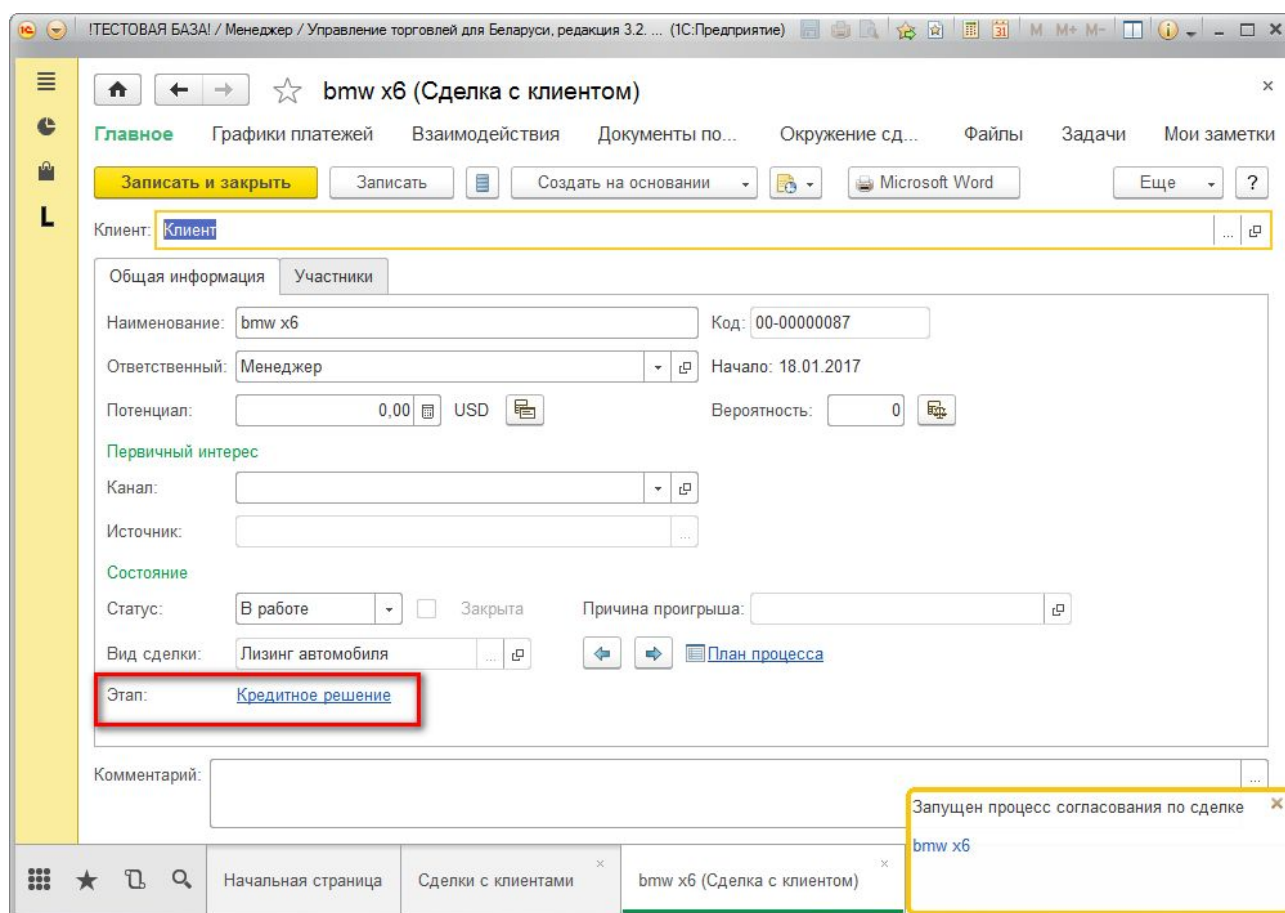 !ТЕСТОВАЯ БАЗА! / Менеджер / Управление торговлей для Беларуси, редакция 3.2. ... (1С:Предприятие) 31 M M+ M- i
bmw x6 (Сделка с клиентом)
Главное Графики платежей Взаимодействия Документы по... Окружение сд... Файлы Задачи Мои заметки
Записать и закрыть Записать Создать на основании Microsoft Word Еще ?
L
Клиент: Клиент ...
Общая информация Участники
Наименование: bmw x6 Код: 00-00000087
Ответственный: Менеджер Начало: 18.01.2017
Потенциал: 0,00 USD Вероятность: 0
Первичный интерес
Канал:
Источник: ...
Состояние
Статус: В работе Закрыта Причина проигрыша:
Вид сделки: Лизинг автомобиля ... План процесса
Этап: Кредитное решение
Комментарий: ...
Запущен процесс согласования по сделке
bmw x6
Начальная страница Сделки с клиентами bmw x6 (Сделка с клиентом)